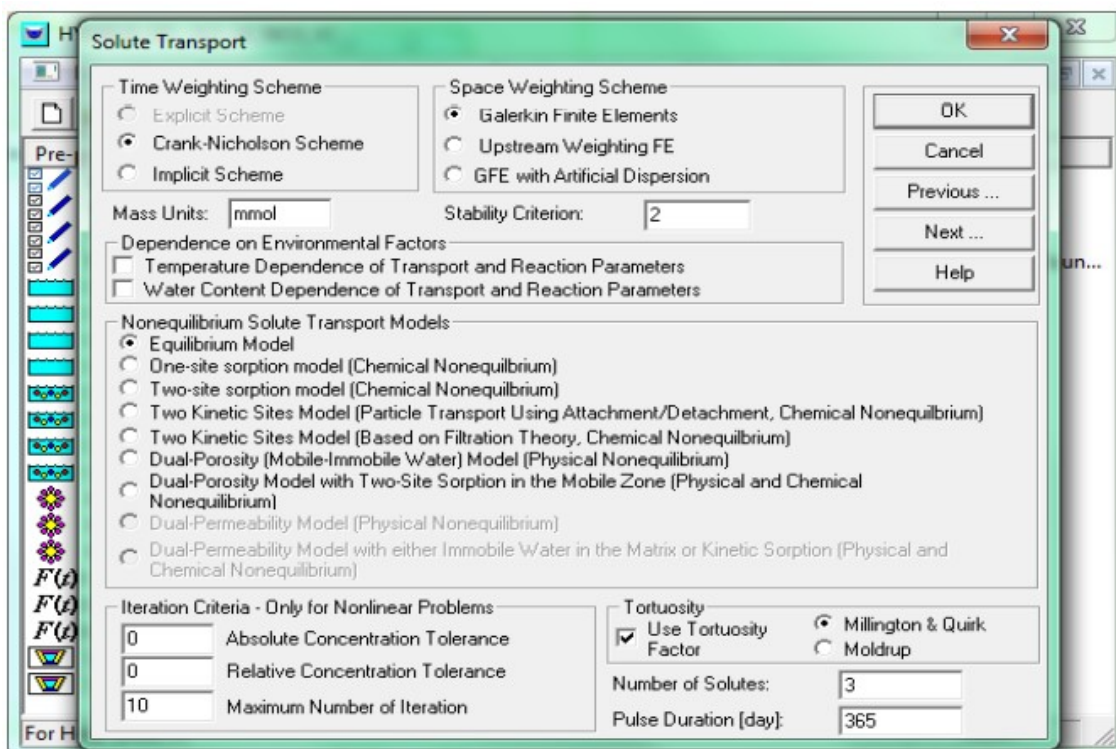 HY
Solute Transport
Time Weighting Scheme
Explicit Scheme
Crank-Nicholson Scheme
Implicit Scheme
Space Weighting Scheme
Galerkin Finite Elements
Upstream Weighting FE
GFE with Artificial Dispersion
OK
Cancel
Previous ...
Next ...
Help
Pre-
Mass Units: mmol
Stability Criterion: 2
Dependence on Environmental Factors
Temperature Dependence of Transport and Reaction Parameters
Water Content Dependence of Transport and Reaction Parameters
un...
Nonequilibrium Solute Transport Models
Equilibrium Model
One-site sorption model (Chemical Nonequilbrium)
Two-site sorption model (Chemical Nonequilbrium)
Two Kinetic Sites Model (Particle Transport Using Attachment/Detachment, Chemical Nonequilbrium)
Two Kinetic Sites Model (Based on Filtration Theory, Chemical Nonequilbrium)
Dual-Porosity (Mobile-Immobile Water) Model (Physical Nonequilibrium)
Dual-Porosity Model with Two-Site Sorption in the Mobile Zone (Physical and Chemical
Nonequilibrium)
Dual-Permeability Model (Physical Nonequilibrium)
Dual-Permeability Model with either Immobile Water in the Matrix or Kinetic Sorption (Physical and
Chemical Nonequilibrium)
F(t)
F(t)
F(t)
Iteration Criteria - Only for Nonlinear Problems
0 Absolute Concentration Tolerance
0 Relative Concentration Tolerance
10 Maximum Number of Iteration
Tortuosity
Use Tortuosity
Factor
Millington & Quirk
Moldrup
Number of Solutes: 3
Pulse Duration [day]: 365
For H